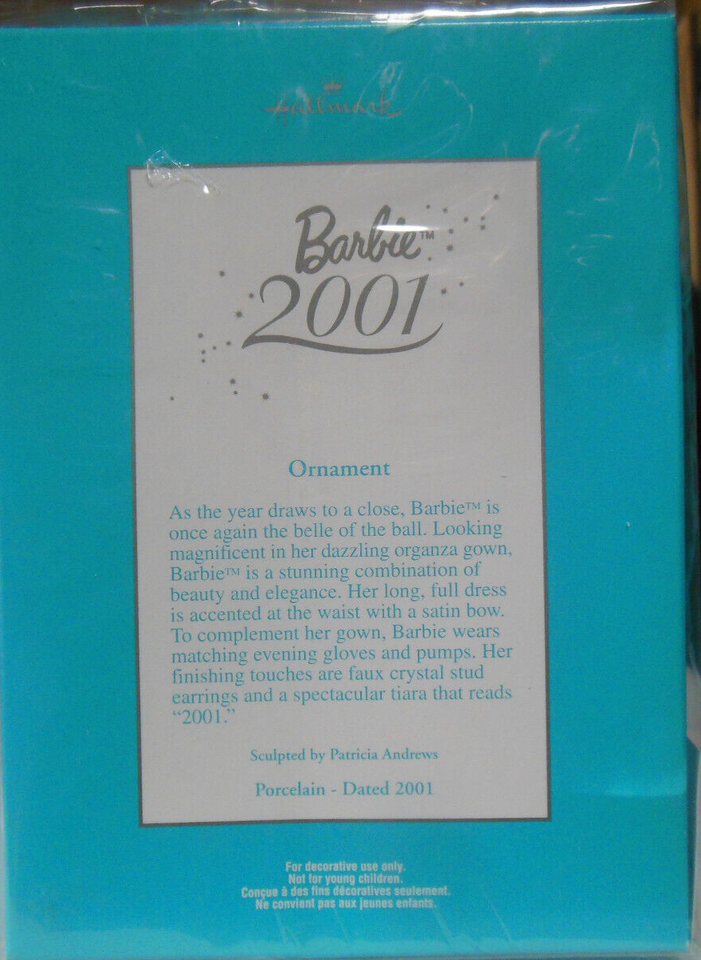 Hallmark
Barbie™
2001
Ornament
As the year draws to a close, Barbie™ is
once again the belle of the ball. Looking
magnificent in her dazzling organza gown,
Barbie™ is a stunning combination of
beauty and elegance. Her long, full dress
is accented at the waist with a satin bow.
To complement her gown, Barbie wears
matching evening gloves and pumps. Her
finishing touches are faux crystal stud
earrings and a spectacular tiara that reads
“2001.”
Sculpted by Patricia Andrews
Porcelain - Dated 2001
For decorative use only.
Not for young children.
Conçue à des fins décoratives seulement.
Ne convient pas aux jeunes enfants.